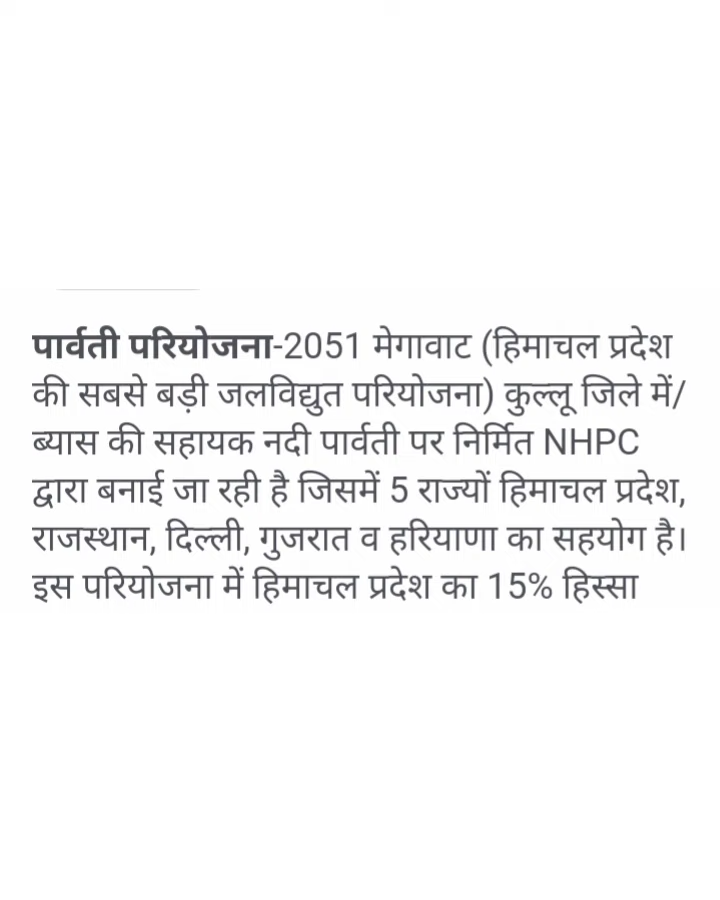 पार्वती परियोजना-2051 मेगावाट (हिमाचल प्रदेश
की सबसे बड़ी जलविद्युत परियोजना) कुल्लू जिले में/
ब्यास की सहायक नदी पार्वती पर निर्मित NHPC
द्वारा बनाई जा रही है जिसमें 5 राज्यों हिमाचल प्रदेश,
राजस्थान, दिल्ली, गुजरात व हरियाणा का सहयोग है।
इस परियोजना में हिमाचल प्रदेश का 15% हिस्सा